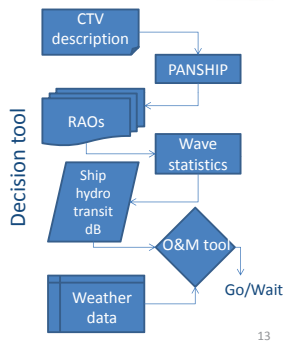 CTV
description
PANSHIP
RAOs
Wave
statistics
Ship
hydro
transit
dB
O&M tool
Go/Wait
Weather
data
Decision tool
13